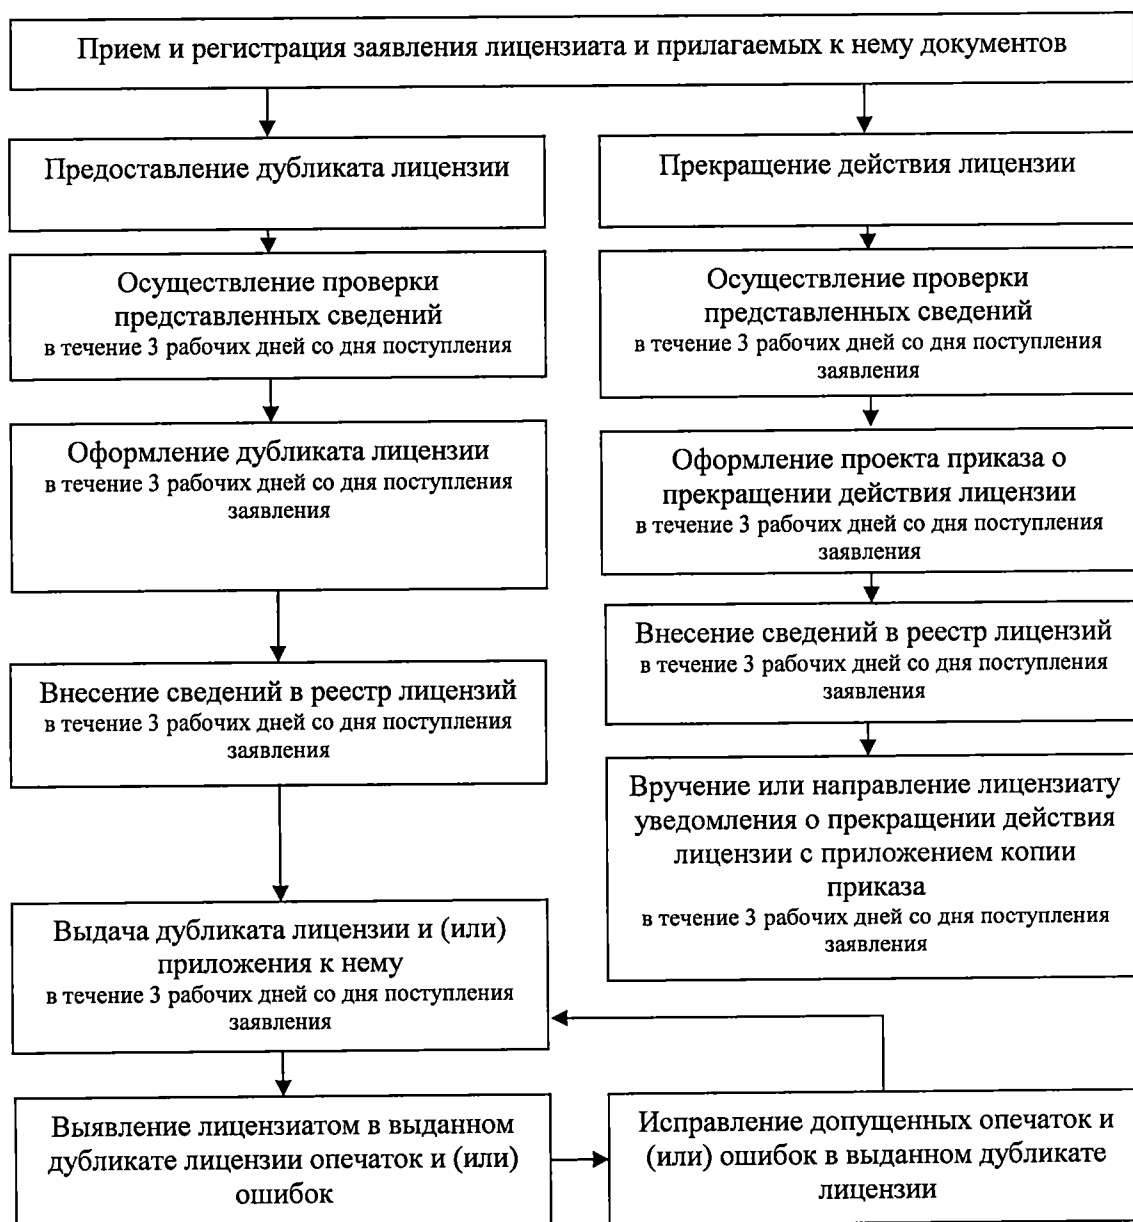 Прием и регистрация заявления лицензиата и прилагаемых к нему документов
Предоставление дубликата лицензии
Осуществление проверки
представленных сведений
в течение 3 рабочих дней со дня поступления
Оформление дубликата лицензии
в течение 3 рабочих дней со дня поступления
заявления
Внесение сведений в реестр лицензий
в течение 3 рабочих дней со дня поступления
заявления
Выдача дубликата лицензии и (или)
приложения к нему
в течение 3 рабочих дней со дня поступления
заявления
Выявление лицензиатом в выданном
дубликате лицензии опечаток и (или)
ошибок
Прекращение действия лицензии
Осуществление проверки
представленных сведений
в течение 3 рабочих дней со дня поступления
заявления
Оформление проекта приказа о
прекращении действия лицензии
в течение 3 рабочих дней со дня поступления
заявления
Внесение сведений в реестр лицензий
в течение 3 рабочих дней со дня поступления
заявления
Вручение или направление лицензиату
уведомления о прекращении действия
лицензии с приложением копии
приказа
в течение 3 рабочих дней со дня поступления
заявления
Исправление допущенных опечаток и
(или) ошибок в выданном дубликате
лицензии